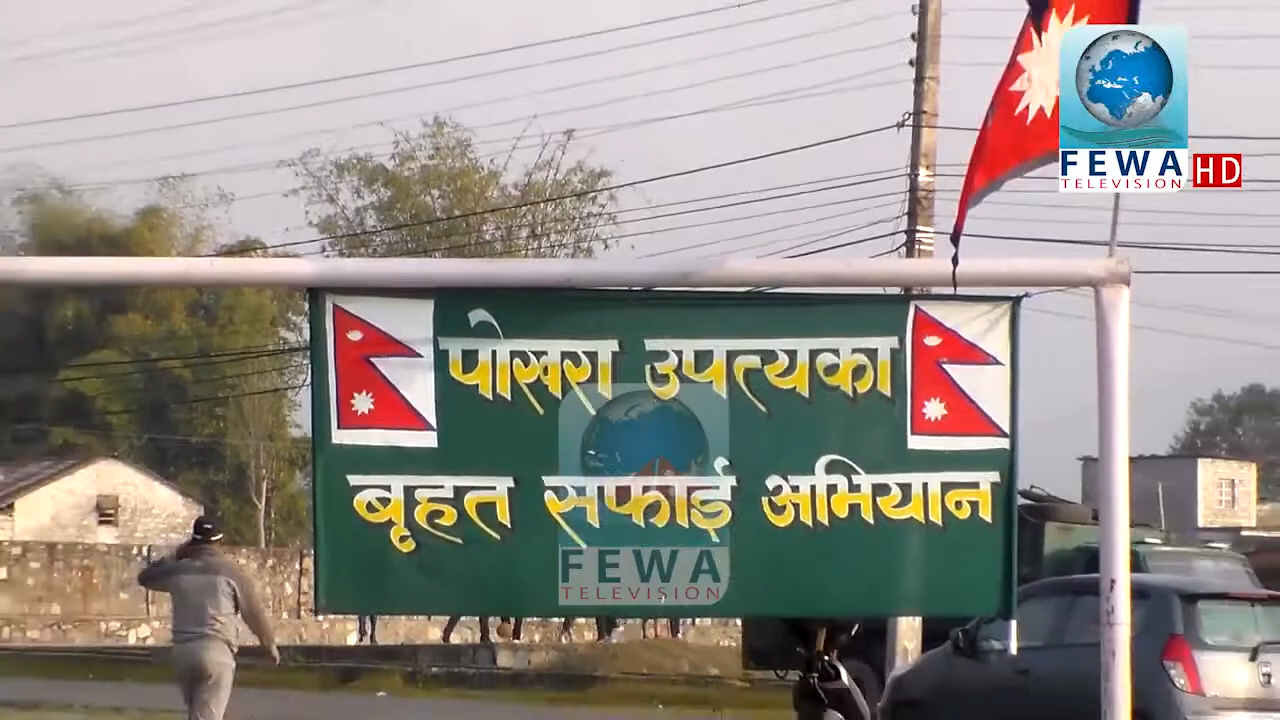 FEWA
TELEVISION HD
पोखरा उपत्यका
बृहत सफाई अभियान
FEWA
TELEVISION